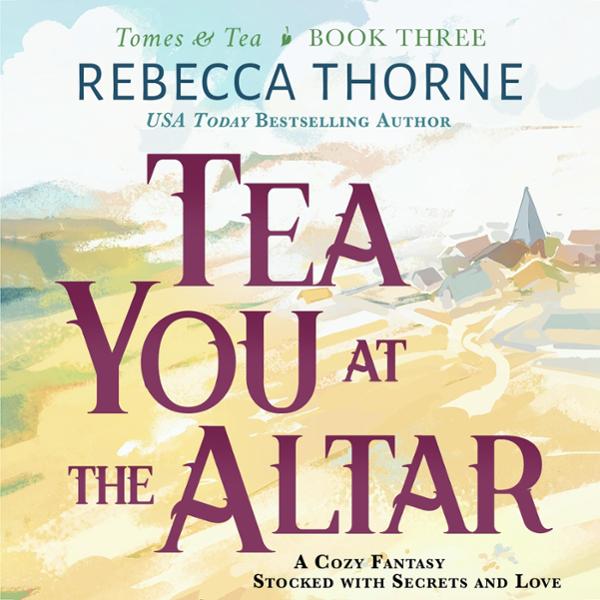 Tomes & Tea BOOK THREE
REBECCA THORNE
USA TODAY BESTSELLING AUTHOR
TEA
YOU AT
THE ALTAR
A COZY FANTASY
STOCKED WITH SECRETS AND LOVE